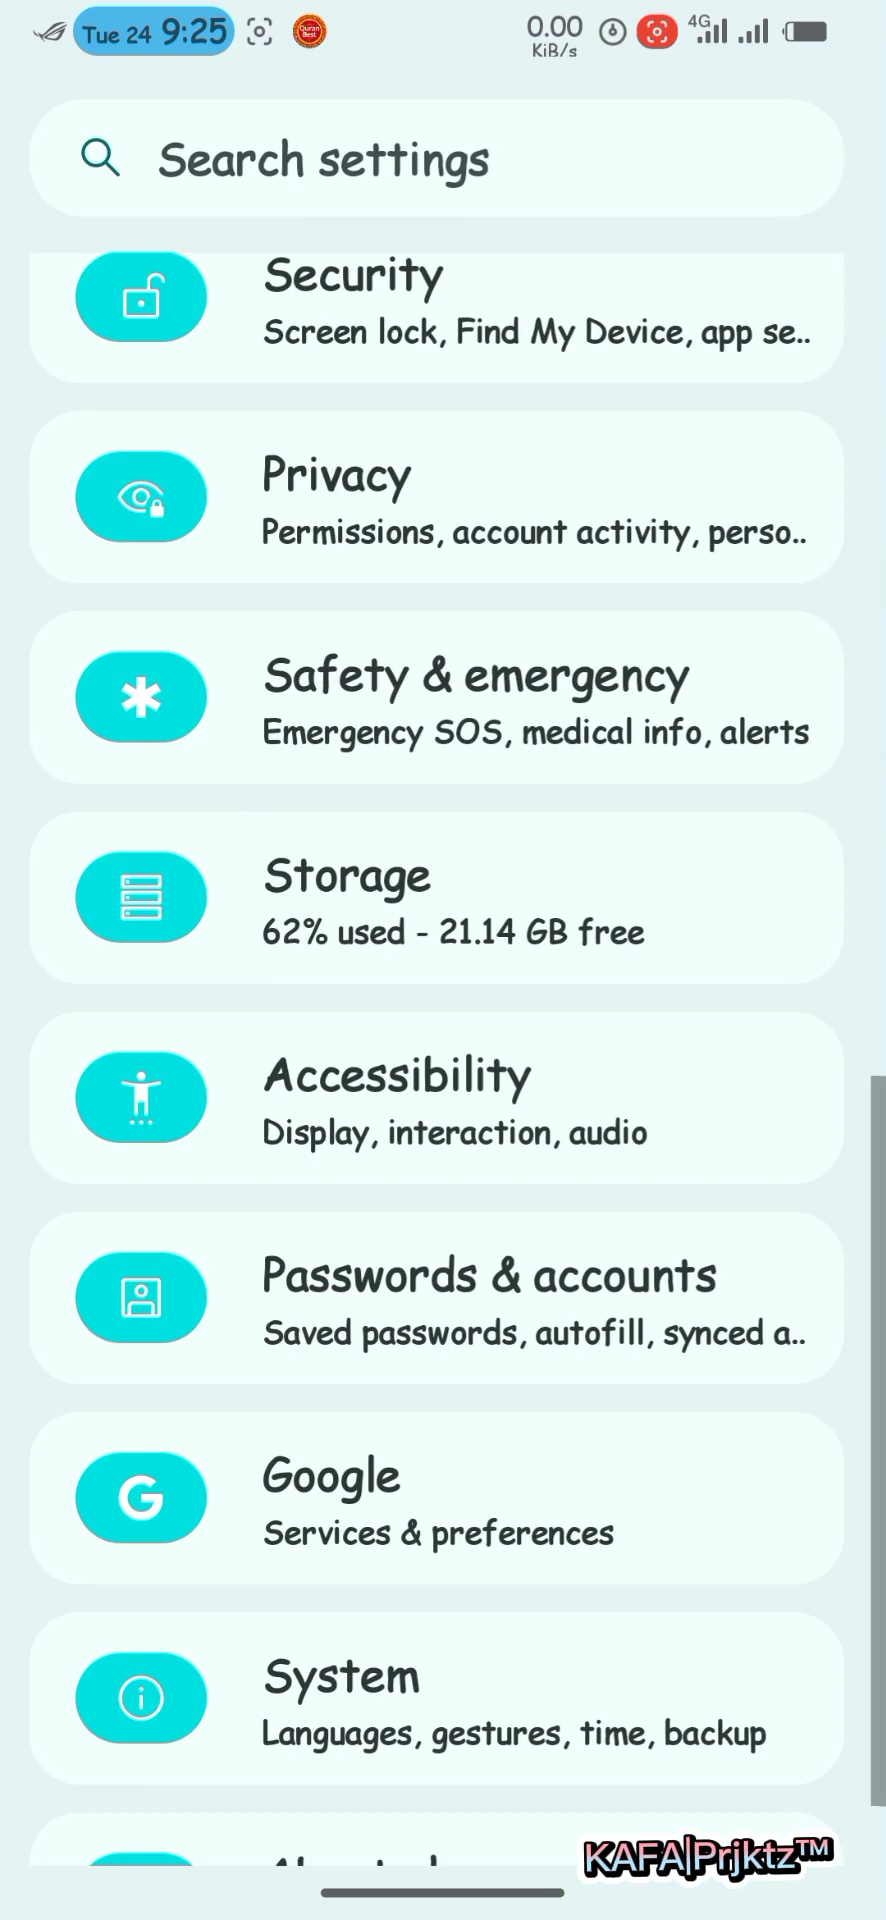 Tue 24 9:25
Quran Best
0.00
KiB/s
4G
Search settings
Security
Screen lock, Find My Device, app se..
Privacy
Permissions, account activity, perso..
Safety & emergency
Emergency SOS, medical info, alerts
Storage
62% used - 21.14 GB free
Accessibility
Display, interaction, audio
Passwords & accounts
Saved passwords, autofill, synced a..
Google
Services & preferences
System
Languages, gestures, time, backup
KAFA|Prjktz™